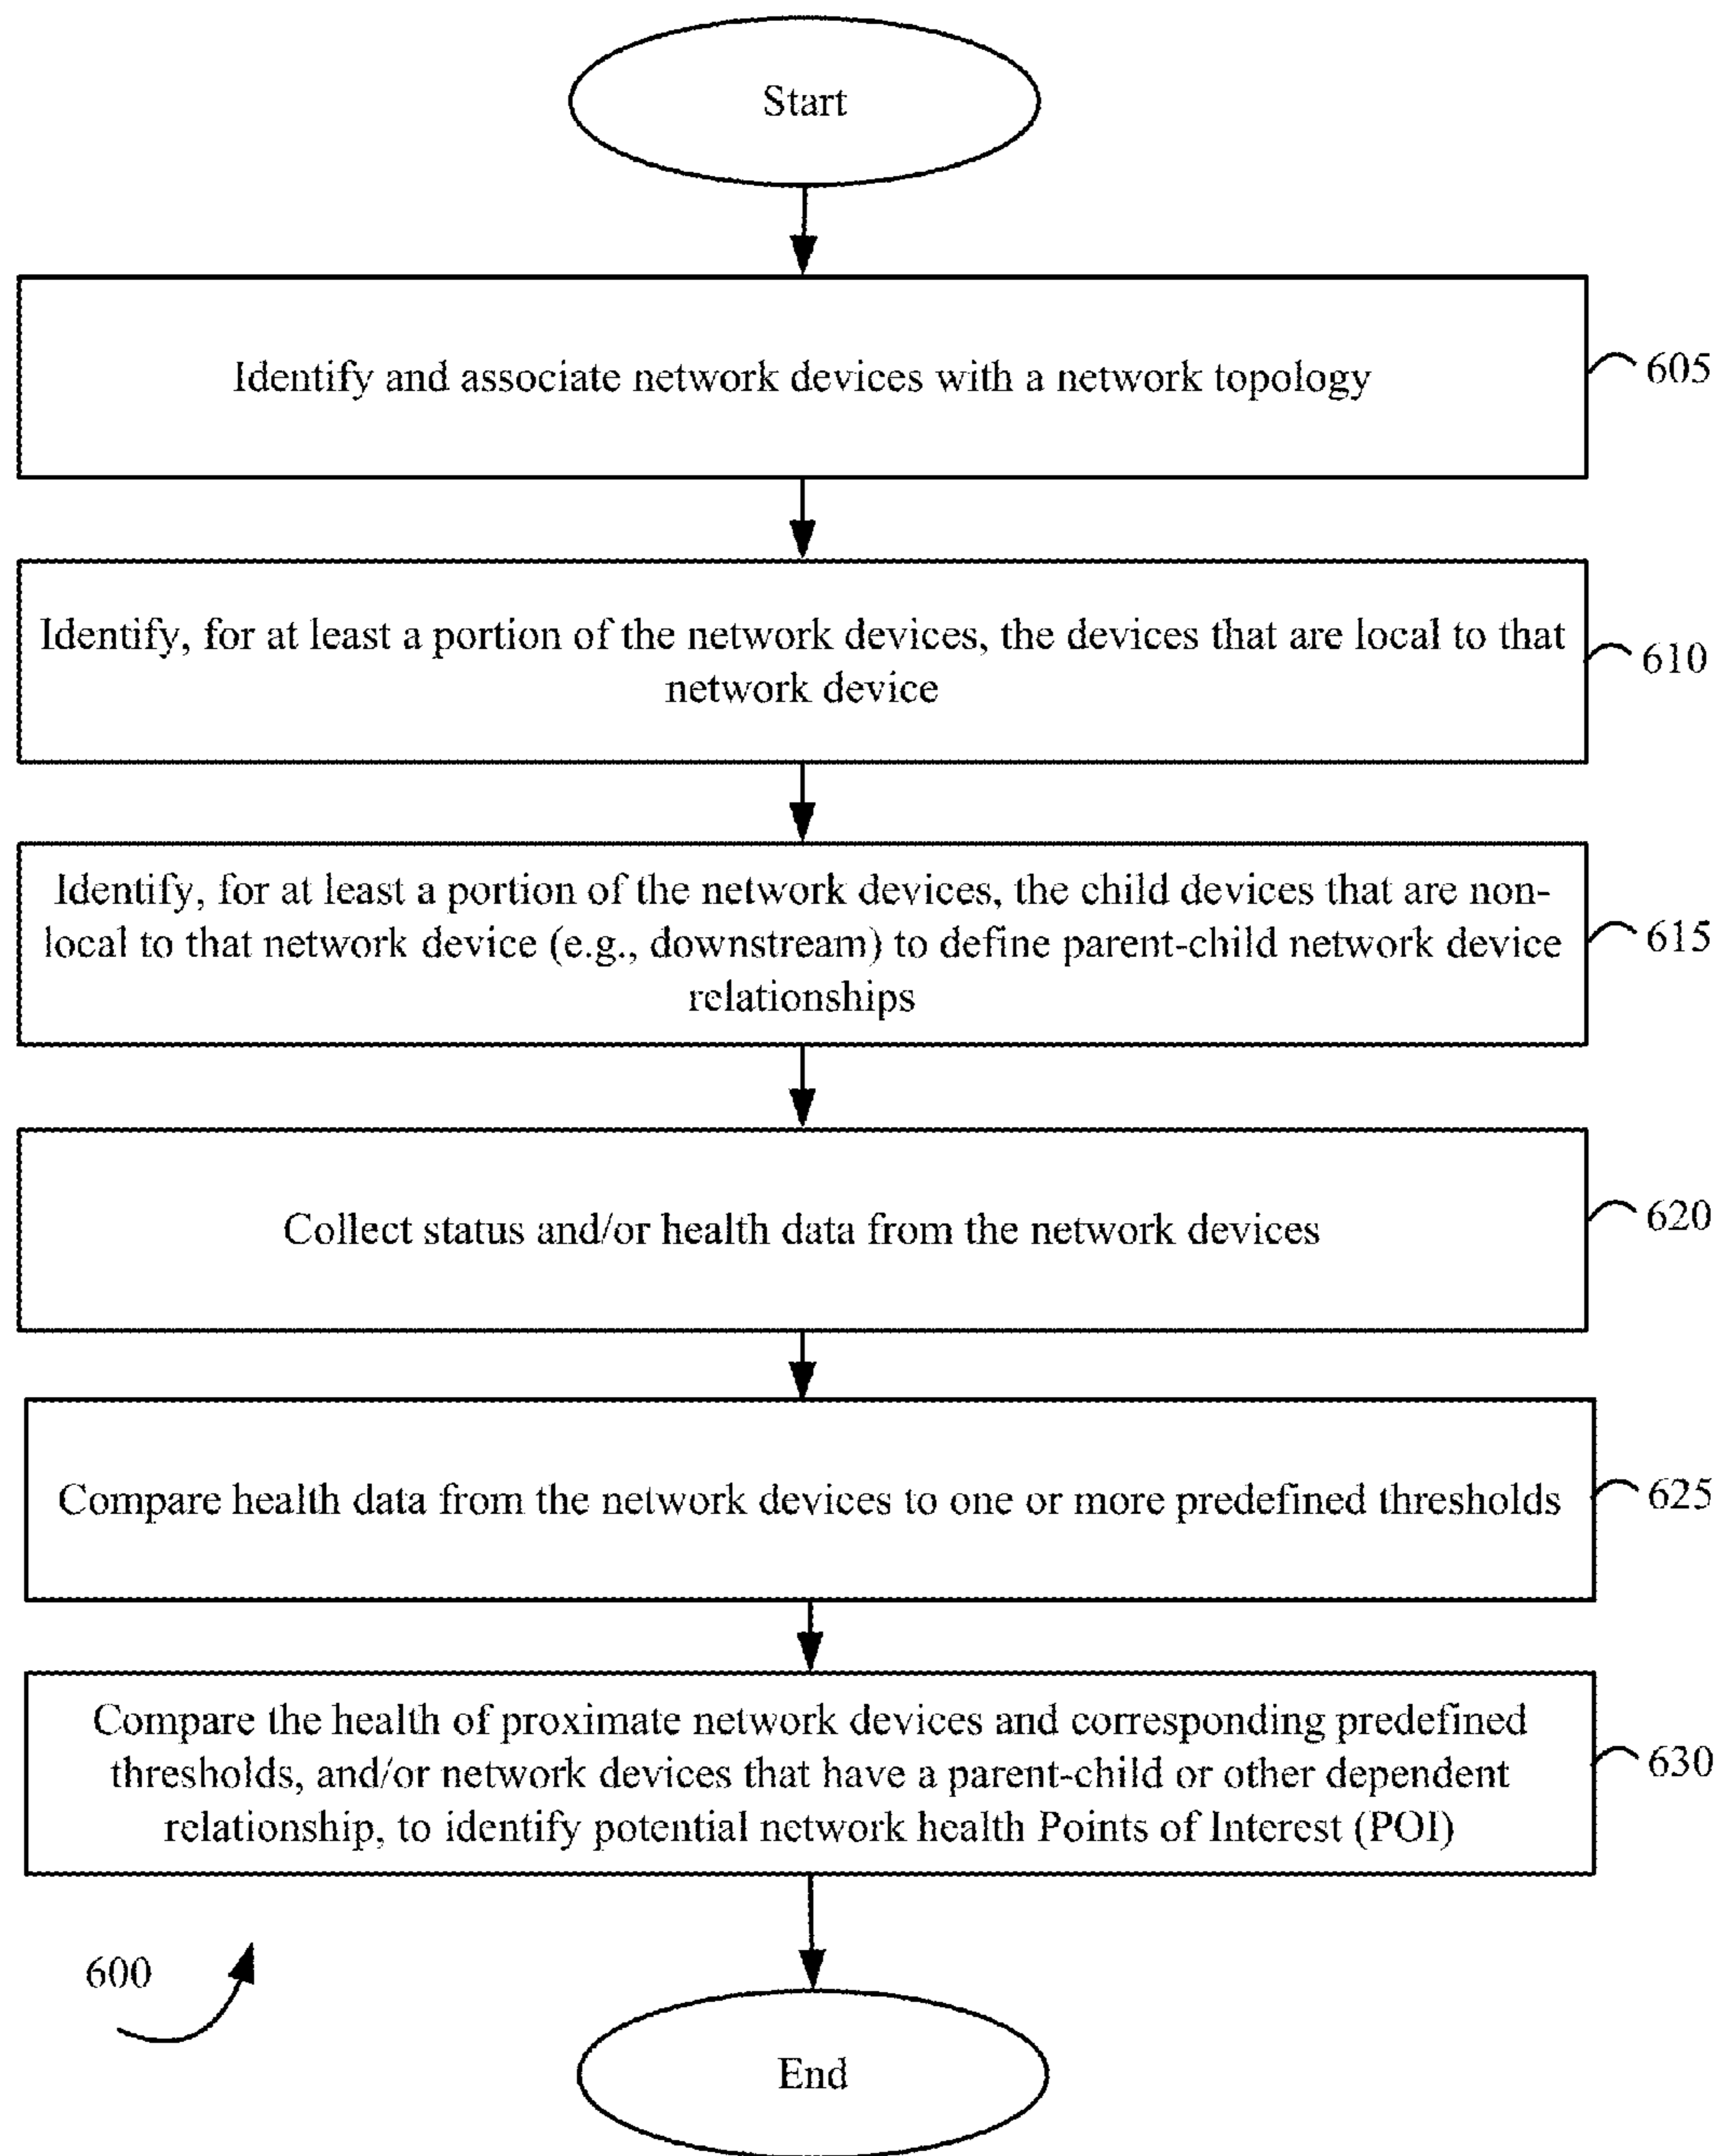 Start
Identify and associate network devices with a network topology
605
Identify, for at least a portion of the network devices, the devices that are local to that
network device
610
Identify, for at least a portion of the network devices, the child devices that are non-
local to that network device (e.g., downstream) to define parent-child network device
relationships
615
Collect status and/or health data from the network devices
620
Compare health data from the network devices to one or more predefined thresholds
625
Compare the health of proximate network devices and corresponding predefined
thresholds, and/or network devices that have a parent-child or other dependent
relationship, to identify potential network health Points of Interest (POI)
630
600
End